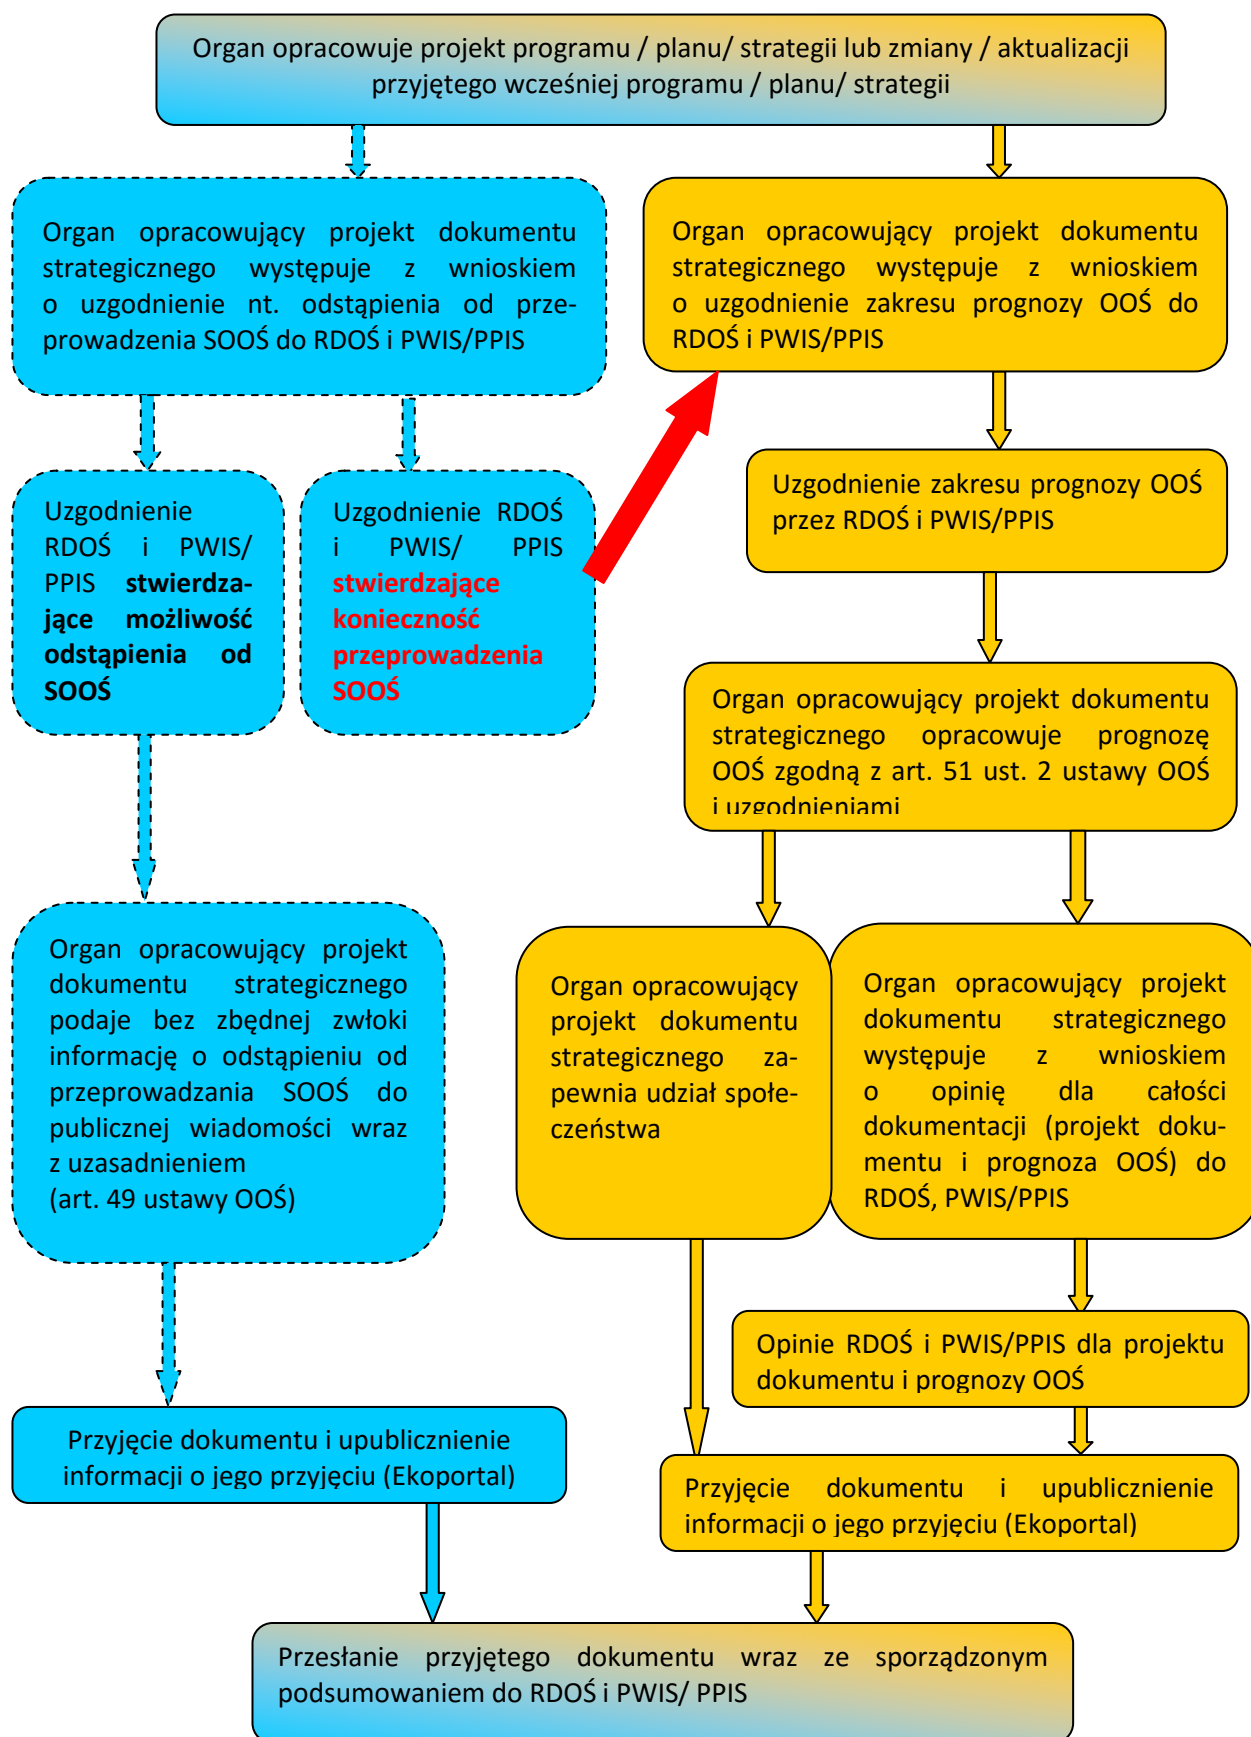 Organ opracowuje projekt programu / planu/ strategii lub zmiany / aktualizacji
przyjętego wcześniej programu / planu/ strategii
Organ opracowujący projekt dokumentu
strategicznego występuje z wnioskiem
o uzgodnienie nt. odstąpienia od prze-
prowadzenia SOOŚ do RDOŚ i PWIS/PPIS
Organ opracowujący projekt dokumentu
strategicznego występuje z wnioskiem
o uzgodnienie zakresu prognozy OOŚ do
RDOŚ i PWIS/PPIS
Uzgodnienie
RDOŚ i PWIS/
PPIS stwierdza-
jące możliwość
odstąpienia od
SOOŚ
Uzgodnienie RDOŚ
i PWIS/ PPIS
stwierdzające
konieczność
przeprowadzenia
SOOŚ
Uzgodnienie zakresu prognozy OOŚ
przez RDOŚ i PWIS/PPIS
Organ opracowujący projekt dokumentu
strategicznego opracowuje prognozę
OOŚ zgodną z art. 51 ust. 2 ustawy OOŚ
i uzgodnieniami
Organ opracowujący projekt
dokumentu strategicznego
podaje bez zbędnej zwłoki
informację o odstąpieniu od
przeprowadzania SOOŚ do
publicznej wiadomości wraz
z uzasadnieniem
(art. 49 ustawy OOŚ)
Organ opracowujący
projekt dokumentu
strategicznego za-
pewnia udział społe-
czeństwa
Organ opracowujący projekt
dokumentu strategicznego
występuje z wnioskiem
o opinię dla całości
dokumentacji (projekt doku-
mentu i prognoza OOŚ) do
RDOŚ, PWIS/PPIS
Opinie RDOŚ i PWIS/PPIS dla projektu
dokumentu i prognozy OOŚ
Przyjęcie dokumentu i upublicznienie
informacji o jego przyjęciu (Ekoportal)
Przyjęcie dokumentu i upublicznienie
informacji o jego przyjęciu (Ekoportal)
Przesłanie przyjętego dokumentu wraz ze sporządzonym
podsumowaniem do RDOŚ i PWIS/ PPIS